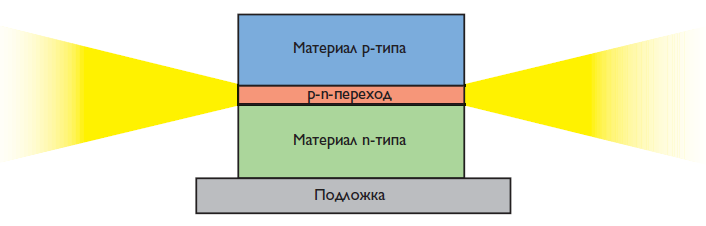 Материал p-типа
p-n-переход
Материал n-типа
Подложка